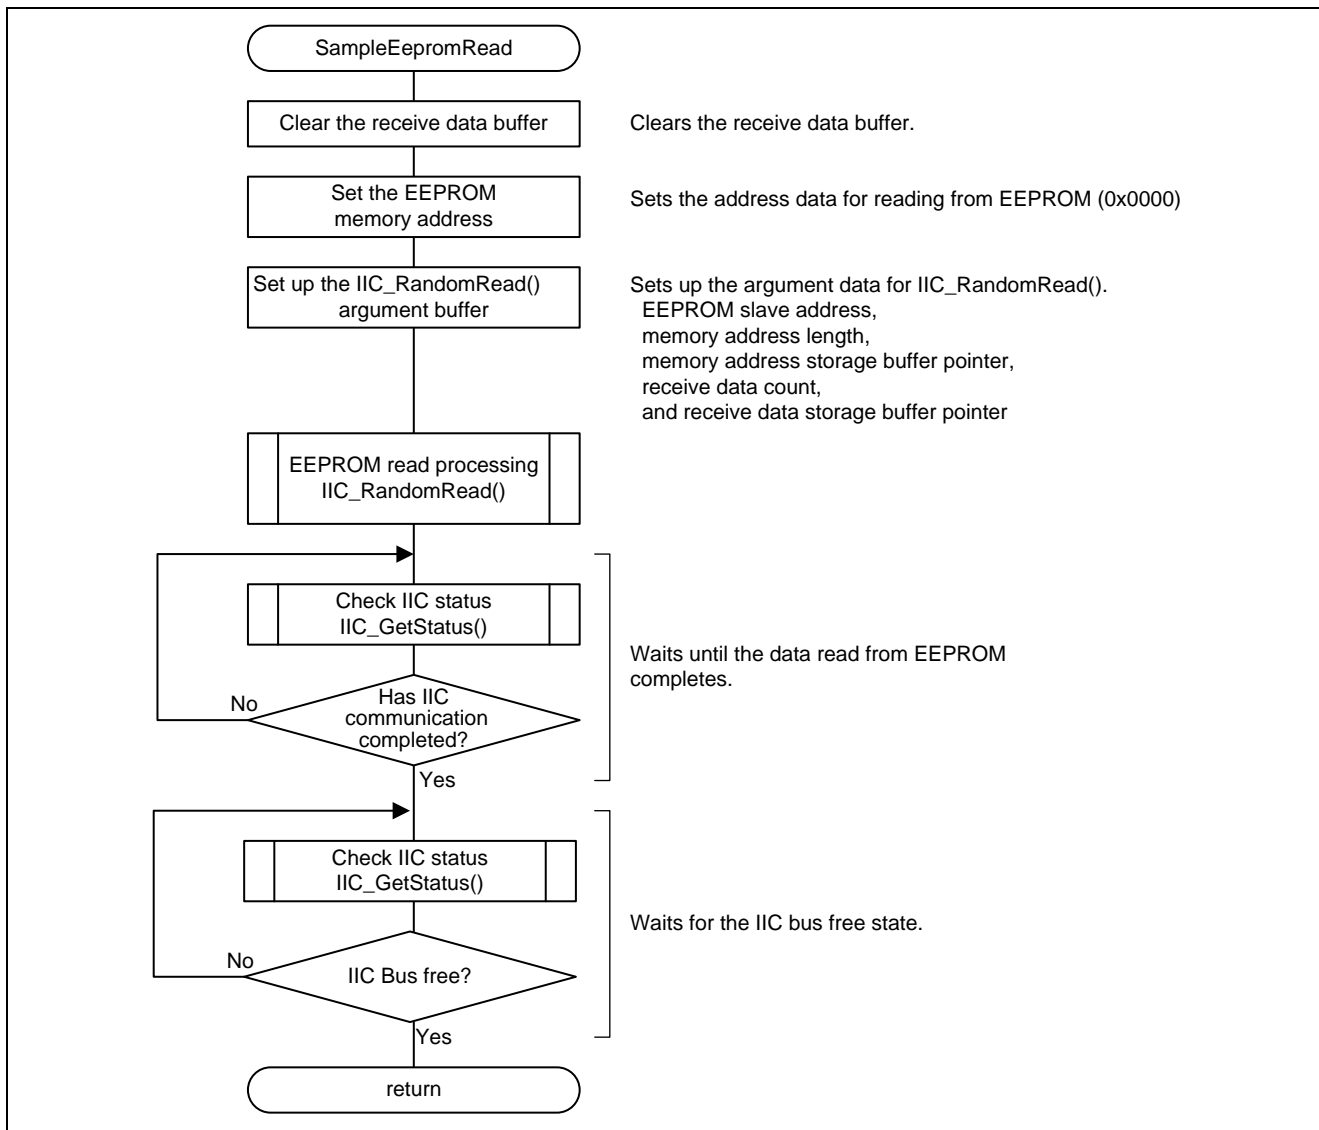 SampleEepromRead
Clear the receive data buffer
Clears the receive data buffer.
Set the EEPROM
memory address
Sets the address data for reading from EEPROM (0x0000)
Set up the IIC_RandomRead()
argument buffer
Sets up the argument data for IIC_RandomRead().
EEPROM slave address,
memory address length,
memory address storage buffer pointer,
receive data count,
and receive data storage buffer pointer
EEPROM read processing
IIC_RandomRead()
Check IIC status
IIC_GetStatus()
Waits until the data read from EEPROM
completes.
No
Has IIC
communication
completed?
Yes
Check IIC status
IIC_GetStatus()
Waits for the IIC bus free state.
No
IIC Bus free?
Yes
return